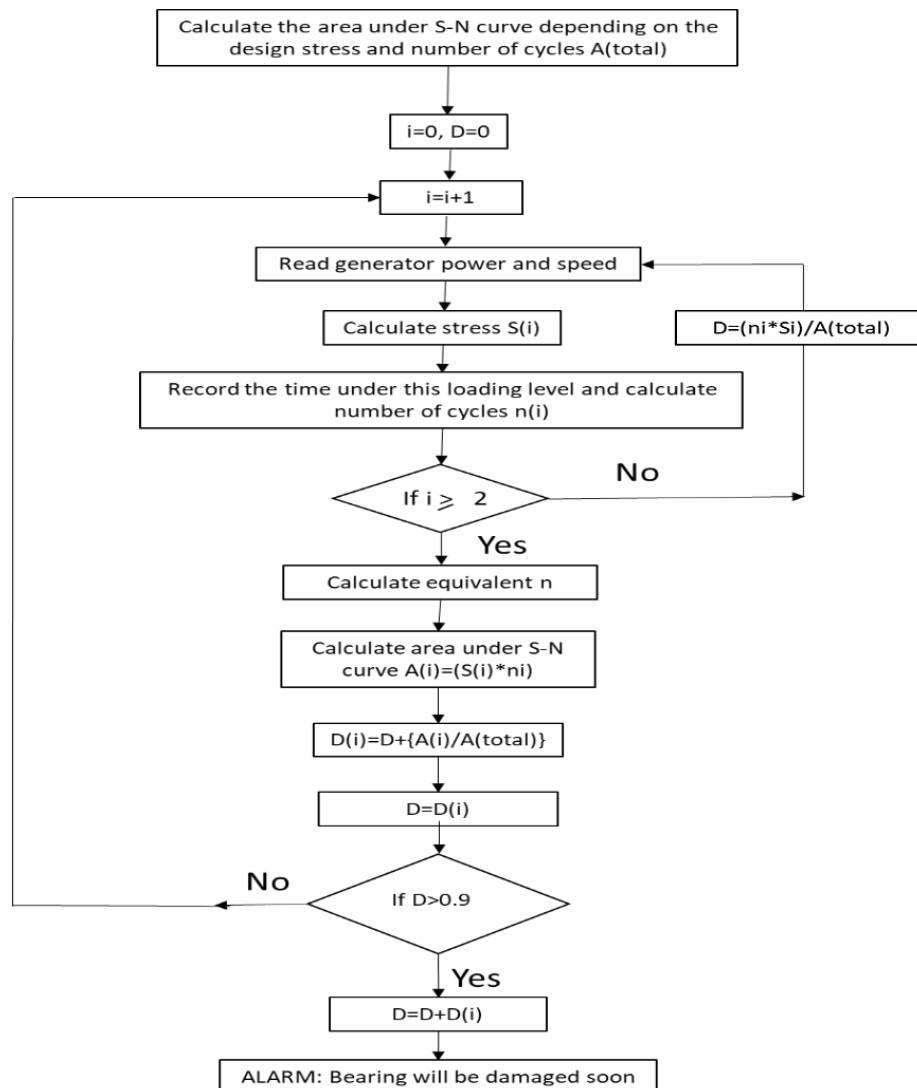 Calculate the area under S-N curve depending on the
design stress and number of cycles A(total)
i=0, D=0
i=i+1
Read generator power and speed
Calculate stress S(i)
D=(ni*Si)/A(total)
Record the time under this loading level and calculate
number of cycles n(i)
No
If i ≥ 2
Yes
Calculate equivalent n
Calculate area under S-N
curve A(i)=(S(i)*ni)
D(i)=D+{A(i)/A(total)}
D=D(i)
No
If D>0.9
Yes
D=D+D(i)
ALARM: Bearing will be damaged soon